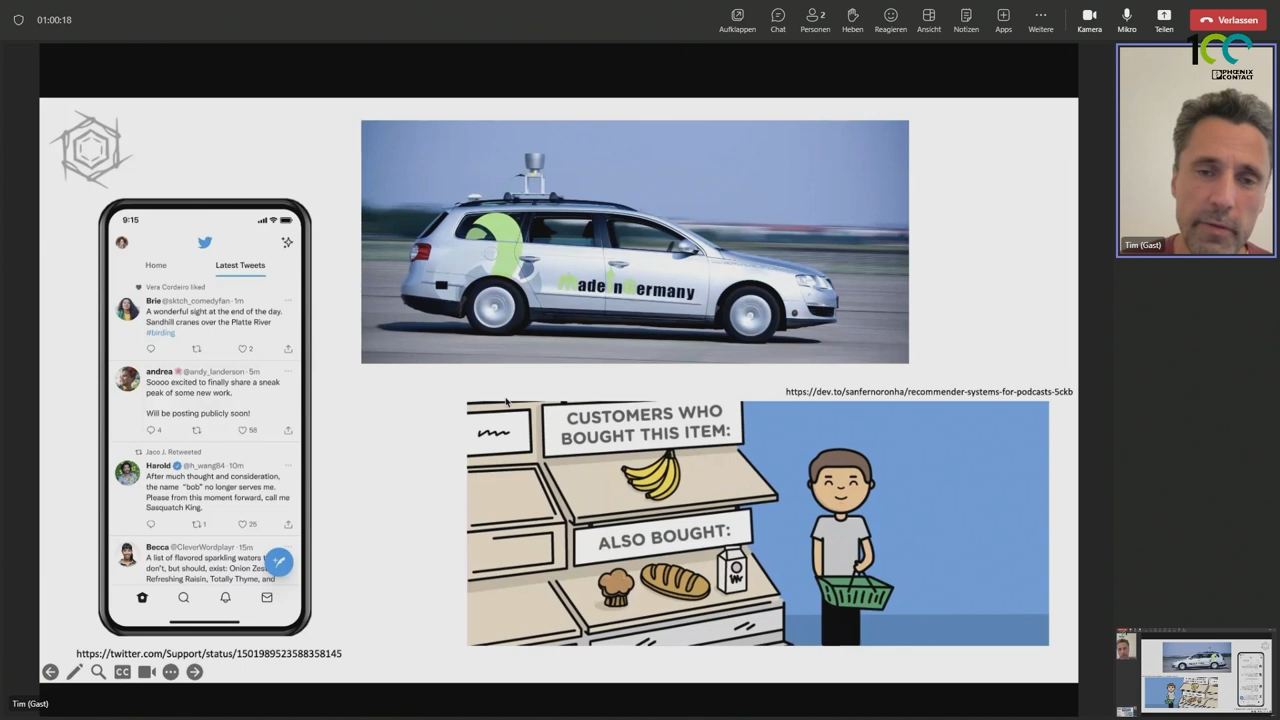 01:00:18
Aufklappen
Chat
Personen
2
Heben
Reagieren
Ansicht
Notizen
Apps
Weitere
Kamera
Mikro
Teilen
Verlassen
100
PHŒNIX
CONTACT
Tim (Gast)
9:15
Home
Latest Tweets
Vera Cordeiro liked
Brie @sktch_comedyfan · 1m
A wonderful sight at the end of the day.
Sandhill cranes over the Platte River
#birding
2
andrea @andy_landerson · 5m
Soooo excited to finally share a sneak
peak of some new work.
Will be posting publicly soon!
4
58
Jaco J. Retweeted
Harold @h_wang84 · 10m
After much thought and consideration,
the name "bob" no longer serves me.
Please from this moment forward, call me
Sasquatch King.
1
25
Becca @CleverWordplayr · 15m
A list of flavored sparkling waters
don't, but should, exist: Onion Zest
Refreshing Raisin, Totally Thyme, and
https://twitter.com/Support/status/1501989523588358145
MadeInGermany
https://dev.to/sanfernoronha/recommender-systems-for-podcasts-5ckb
CUSTOMERS WHO
BOUGHT THIS ITEM:
ALSO BOUGHT:
CC
Tim (Gast)